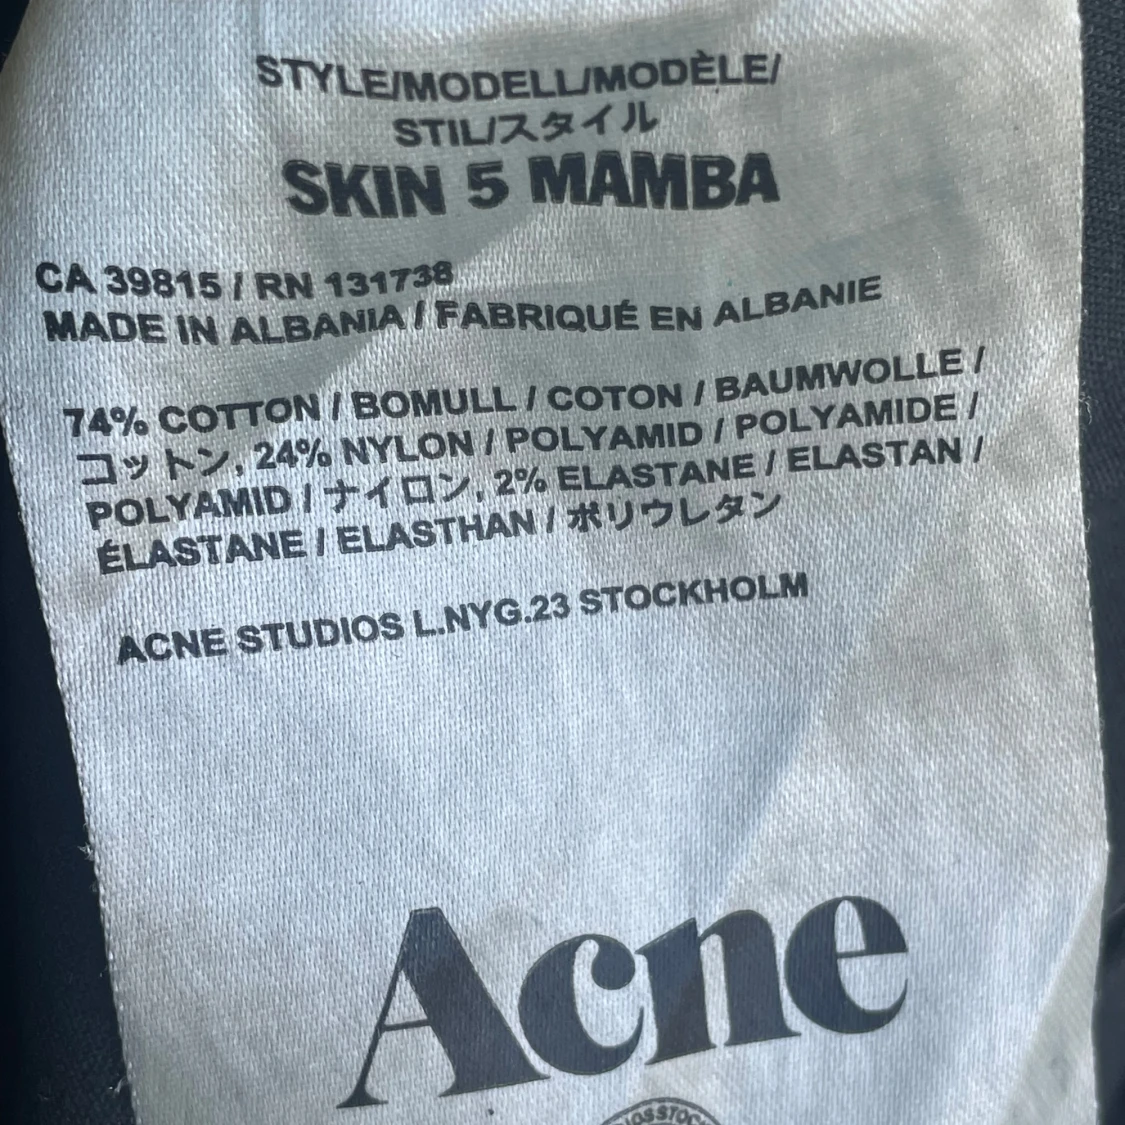 STYLE/MODELL/MODÈLE/
STIL/スタイル
SKIN 5 MAMBA
CA 39815 / RN 131738
MADE IN ALBANIA / FABRIQUÉ EN ALBANIE
74% COTTON / BOMULL / COTON / BAUMWOLLE /
コットン, 24% NYLON / POLYAMID / POLYAMIDE /
POLYAMID / ナイロン, 2% ELASTANE / ELASTAN /
ÉLASTANE / ELASTHAN / ポリウレタン
ACNE STUDIOS L.NYG.23 STOCKHOLM
Acne